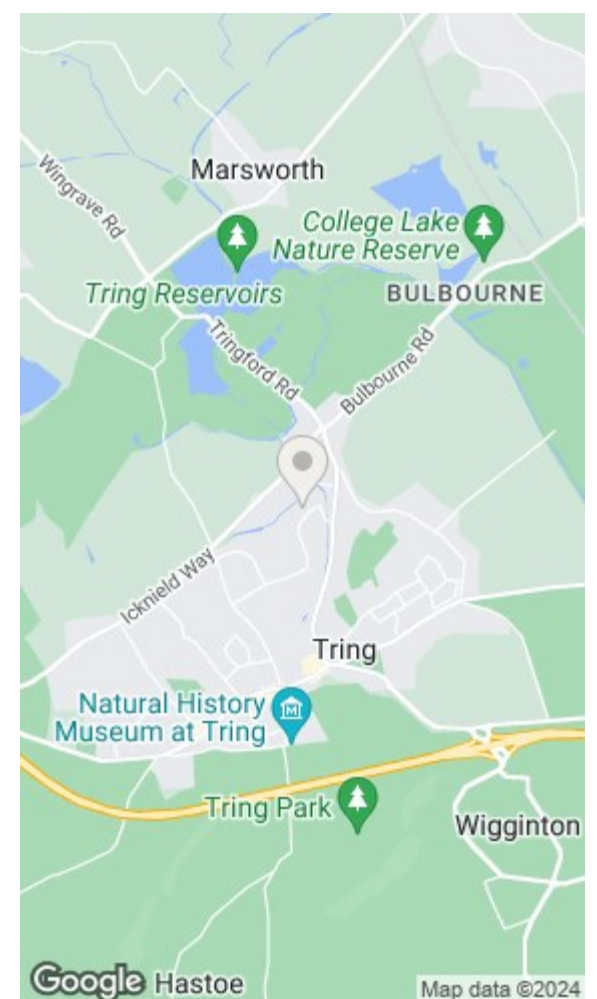 Marsworth
Wingrave Rd
College Lake
Nature Reserve
Tring Reservoirs
BULBOURNE
Tringford Rd
Bulbourne Rd
Icknield Way
Tring
Natural History
Museum at Tring
M
Tring Park
Wigginton
Google
Hastoe
Map data ©2024